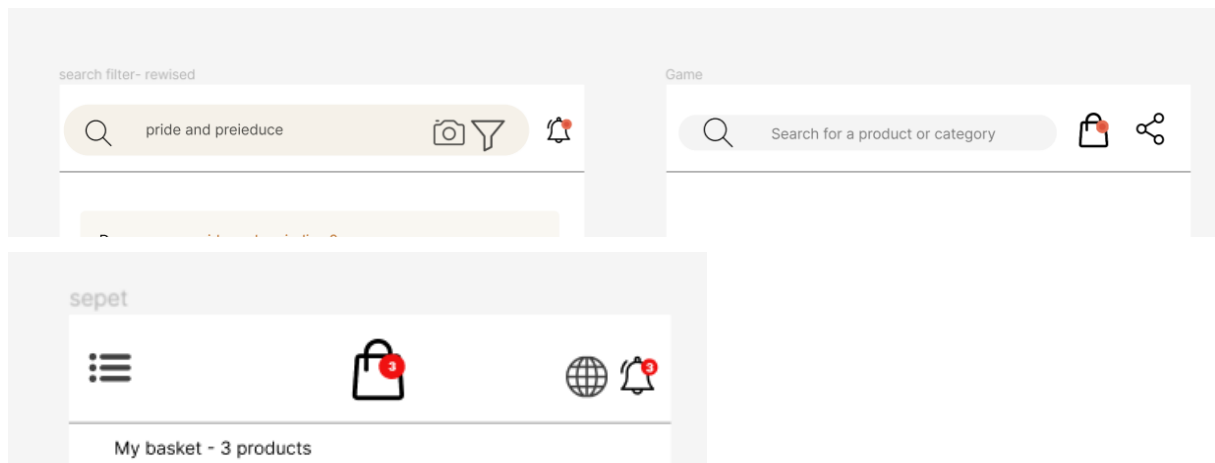 search filter- rewised
Game
pride and preieduce
Search for a product or category
sepet
3
3
My basket - 3 products